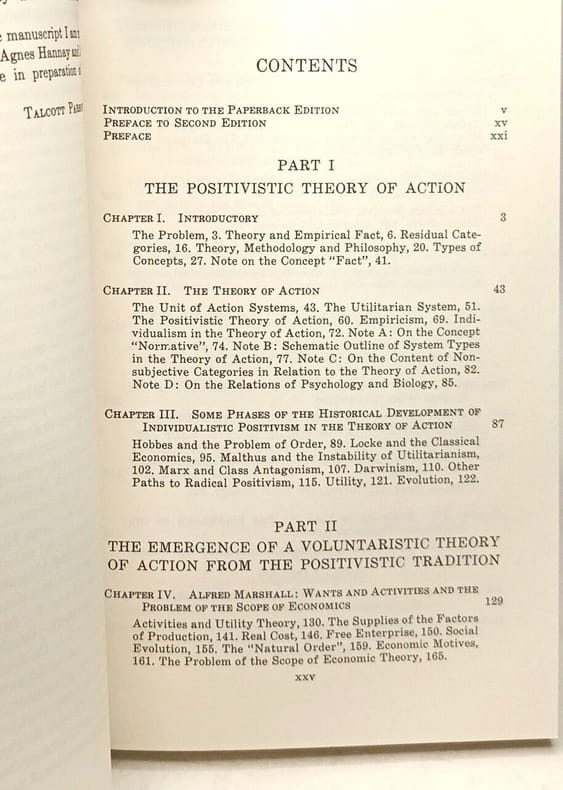 manuscript I am
Agnes Hannay and
e in preparation
TALCOTT
CONTENTS
INTRODUCTION TO THE PAPERBACK EDITION v
PREFACE TO SECOND EDITION xv
PREFACE xxi
PART I
THE POSITIVISTIC THEORY OF ACTION
CHAPTER I. INTRODUCTORY 3
The Problem, 3. Theory and Empirical Fact, 6. Residual Cate-
gories, 16. Theory, Methodology and Philosophy, 20. Types of
Concepts, 27. Note on the Concept "Fact", 41.
CHAPTER II. THE THEORY OF ACTION 43
The Unit of Action Systems, 43. The Utilitarian System, 51.
The Positivistic Theory of Action, 60. Empiricism, 69. Indi-
vidualism in the Theory of Action, 72. Note A: On the Concept
"Normative", 74. Note B: Schematic Outline of System Types
in the Theory of Action, 77. Note C: On the Content of Non-
subjective Categories in Relation to the Theory of Action, 82.
Note D: On the Relations of Psychology and Biology, 85.
CHAPTER III. SOME PHASES OF THE HISTORICAL DEVELOPMENT OF
INDIVIDUALISTIC POSITIVISM IN THE THEORY OF ACTION 87
Hobbes and the Problem of Order, 89. Locke and the Classical
Economics, 95. Malthus and the Instability of Utilitarianism,
102. Marx and Class Antagonism, 107. Darwinism, 110. Other
Paths to Radical Positivism, 115. Utility, 121. Evolution, 122.
PART II
THE EMERGENCE OF A VOLUNTARISTIC THEORY
OF ACTION FROM THE POSITIVISTIC TRADITION
CHAPTER IV. ALFRED MARSHALL: WANTS AND ACTIVITIES AND THE
PROBLEM OF THE SCOPE OF ECONOMICS 129
Activities and Utility Theory, 130. The Supplies of the Factors
of Production, 141. Real Cost, 146. Free Enterprise, 150. Social
Evolution, 155. The "Natural Order", 159. Economic Motives,
161. The Problem of the Scope of Economic Theory, 165.
xxv